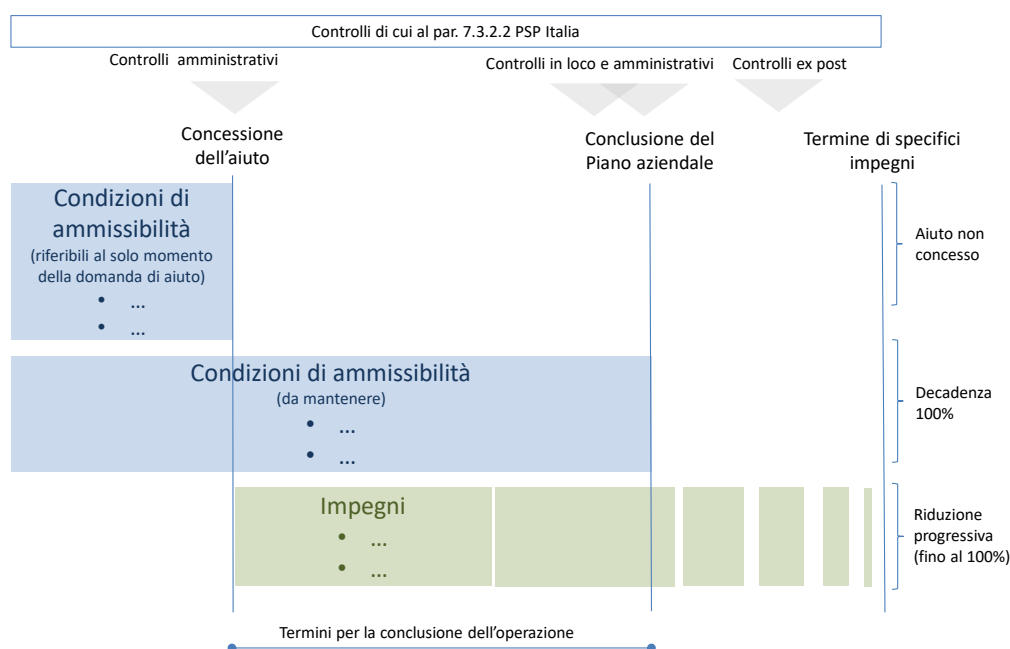 Controlli di cui al par. 7.3.2.2 PSP Italia
Controlli amministrativi
Controlli in loco e amministrativi
Controlli ex post
Concessione
dell'aiuto
Conclusione del
Piano aziendale
Termine di specifici
impegni
Condizioni di
ammissibilità
(riferibili al solo momento
della domanda di aiuto)
• ...
• ...
Aiuto non
concesso
Condizioni di ammissibilità
(da mantenere)
• ...
• ...
Decadenza
100%
Impegni
• ...
• ...
Riduzione
progressiva
(fino al 100%)
Termini per la conclusione dell'operazione